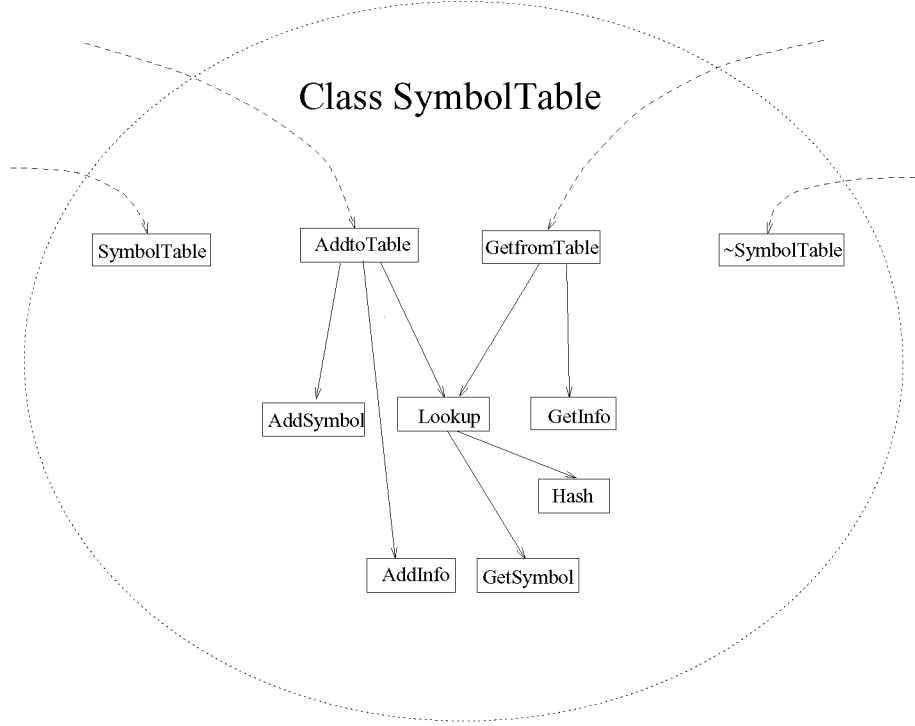 Class SymbolTable
SymbolTable
AddtoTable
GetfromTable
~SymbolTable
AddSymbol
Lookup
GetInfo
Hash
AddInfo
GetSymbol